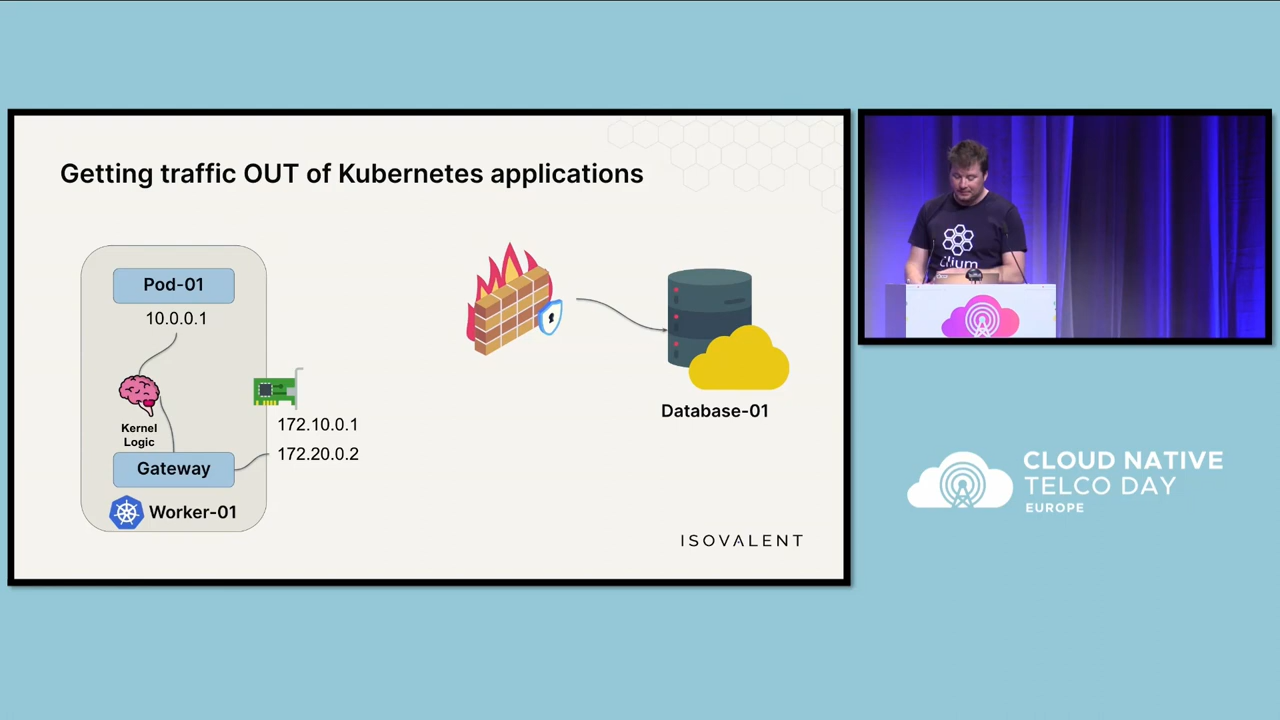 Getting traffic OUT of Kubernetes applications
Pod-01
10.0.0.1
Kernel
Logic
172.10.0.1
172.20.0.2
Gateway
Worker-01
Database-01
ISOVALENT
CLOUD NATIVE
TELCO DAY
EUROPE